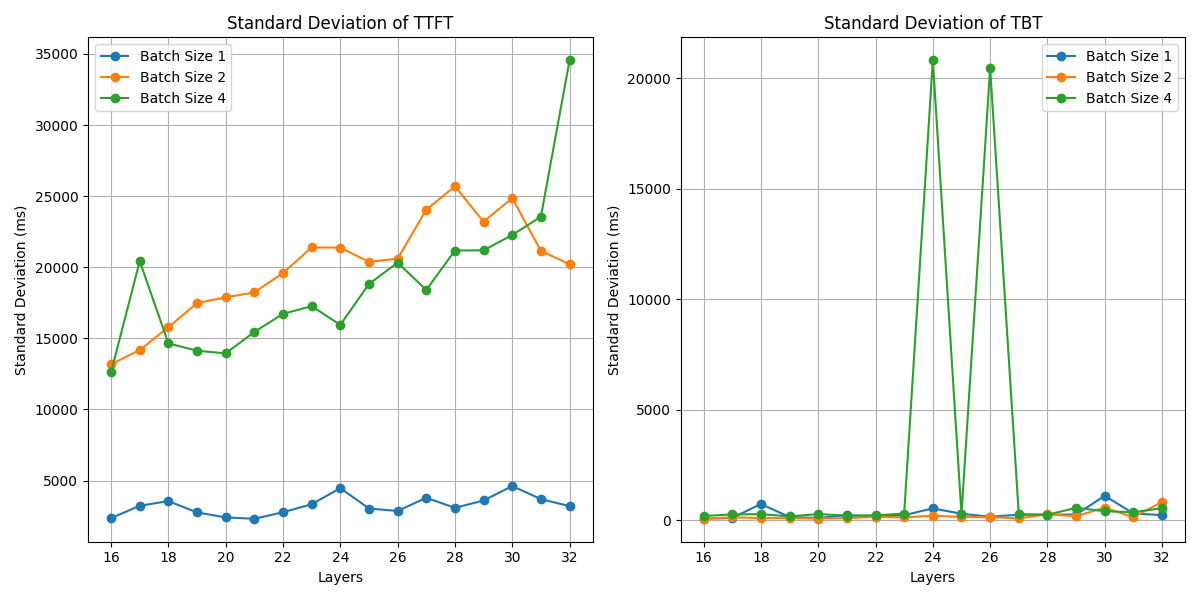 Standard Deviation of TTFT
Batch Size 1
Batch Size 2
Batch Size 4
Standard Deviation (ms)
35000
30000
25000
20000
15000
10000
5000
16 18 20 22 24 26 28 30 32
Layers
Standard Deviation of TBT
Batch Size 1
Batch Size 2
Batch Size 4
Standard Deviation (ms)
20000
15000
10000
5000
0
16 18 20 22 24 26 28 30 32
Layers